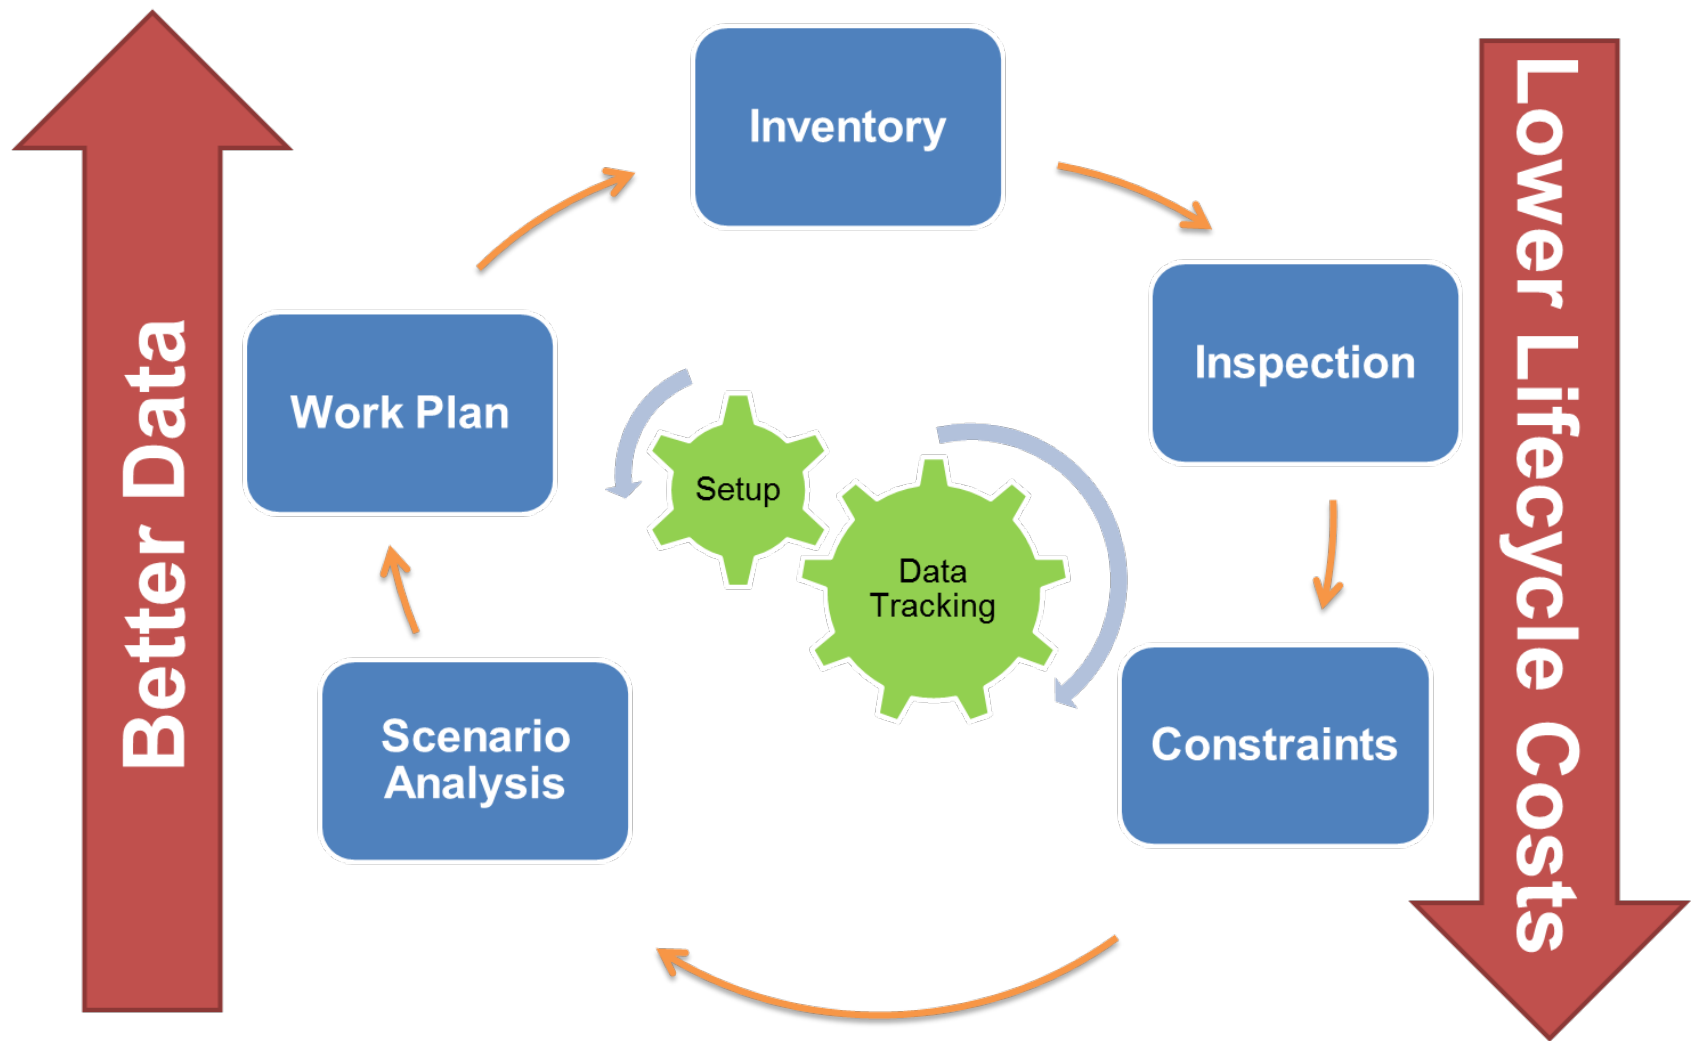 Better Data
Inventory
Lower Lifecycle Costs
Inspection
Work Plan
Setup
Data
Tracking
Constraints
Scenario
Analysis